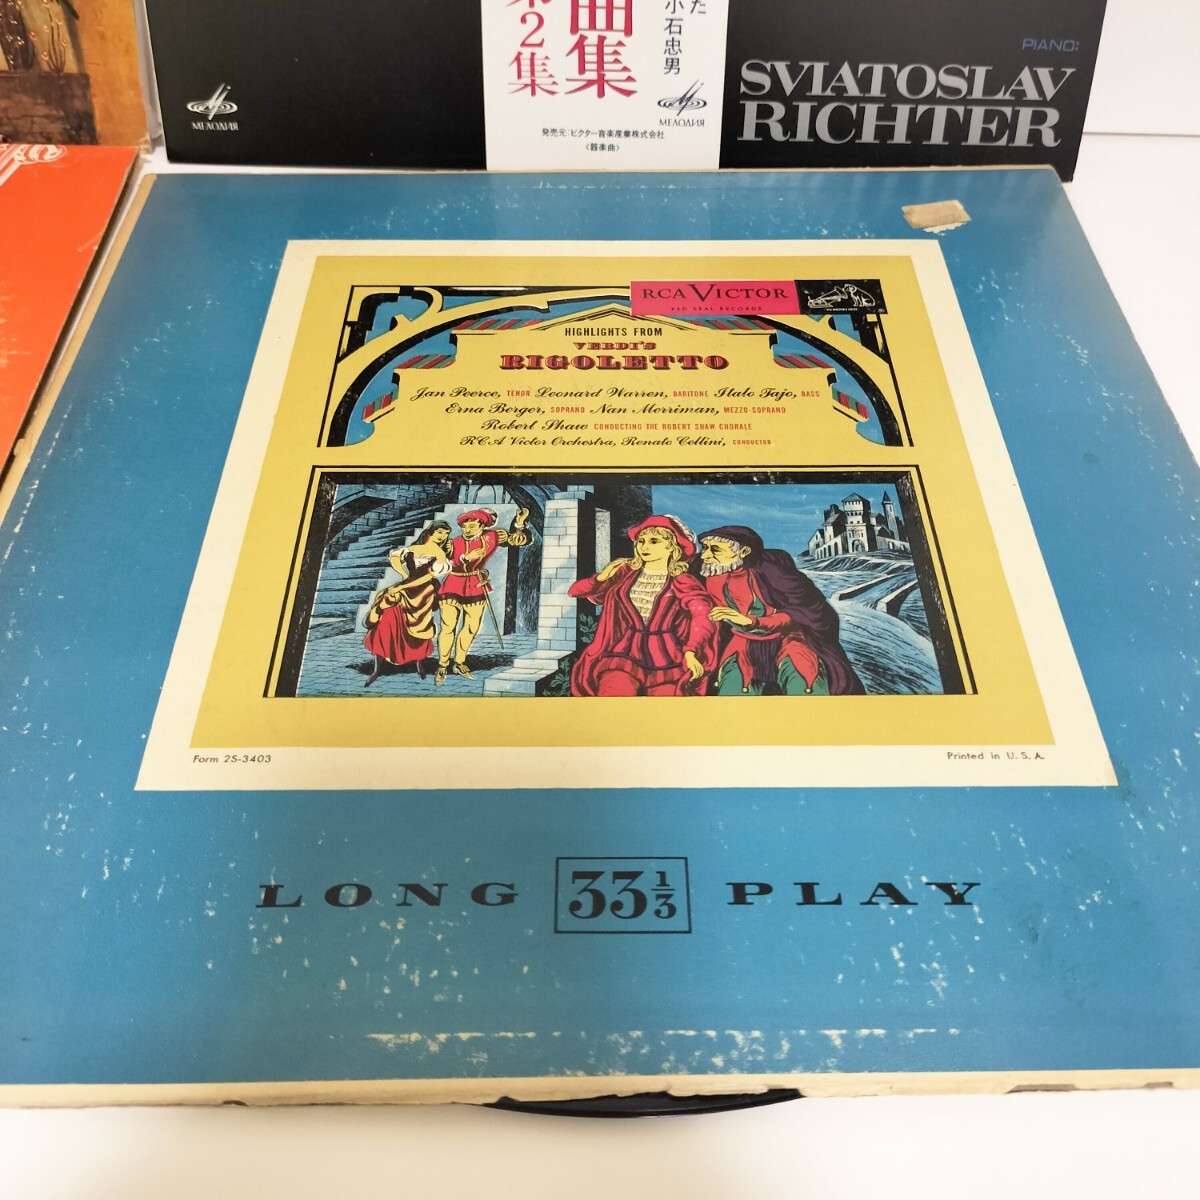 た
小石忠男
曲集
第2集
МЕЛОДИЯ
МЕЛОДИЯ
発売元:ビクター音楽産業株式会社
〈器楽曲〉
PIANO:
SVIATOSLAV
RICHTER
RCA VICTOR
RED SEAL RECORDS
HIGHLIGHTS FROM
VERDI'S
RIGOLETTO
Jan Peerce, TENOR Leonard Warren, BARITONE Italo Tajo, BASS
Erna Berger, SOPRANO Nan Merriman, MEZZO-SOPRANO
Robert Shaw CONDUCTING THE ROBERT SHAW CHORALE
RCA Victor Orchestra, Renato Cellini, CONDUCTOR
Form 2S-3403
Printed in U. S. A.
LONG 33 1/3 PLAY